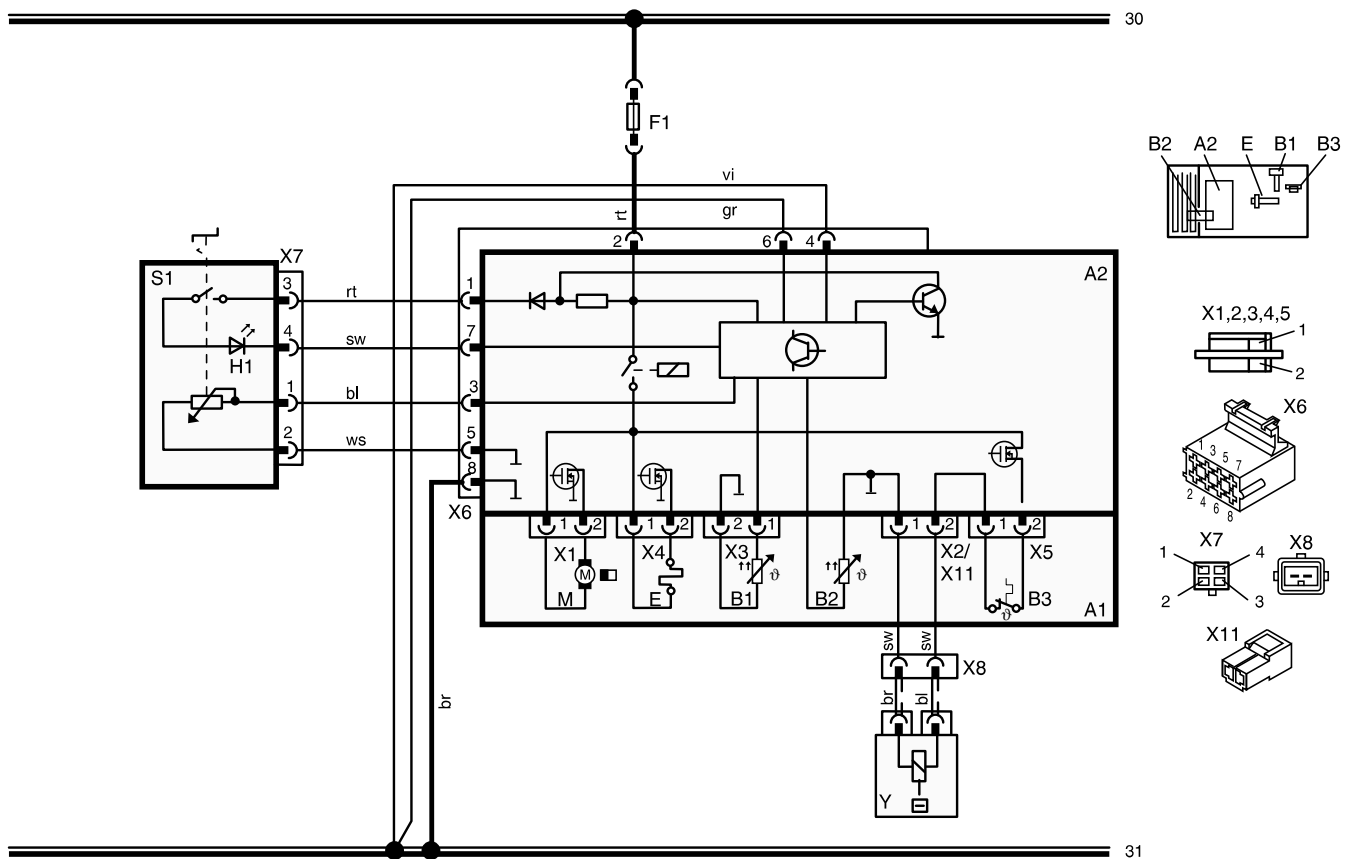 30
F1
vi
gr
rt
2 6 4
B2 A2 E B1 B3
S1
X7
3
rt
1
A2
X1,2,3,4,5
1
2
4
sw
7
H1
1
bl
3
2
ws
5
8
X6
X6
1 3 5 7
2 4 6 8
1 2 1 2 2 1 1 2 1 2
X1 X4 X3 X2/
X11
X5
M
M E B1 ϑ B2 ϑ ϑ B3
A1
X7
1 4
2 3
X8
X11
sw sw
X8
br
br bl
Y
31